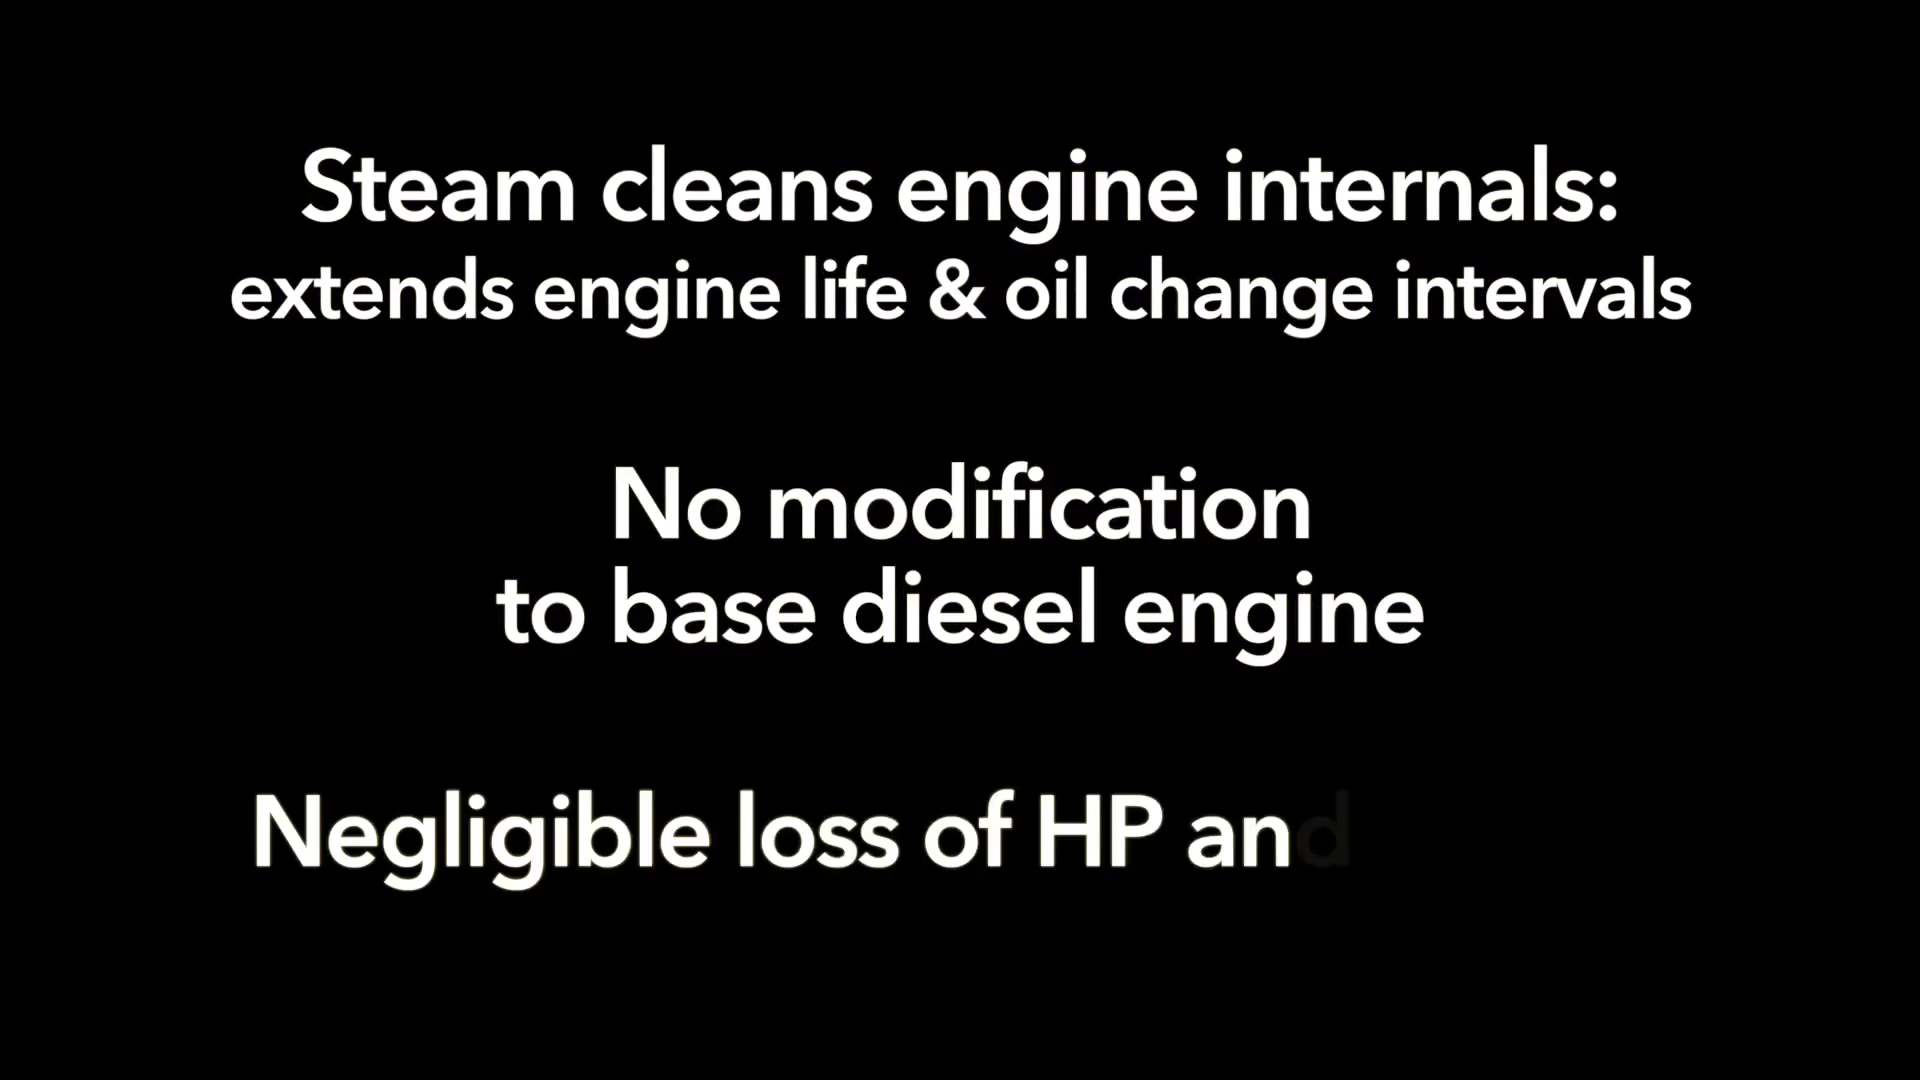 Steam cleans engine internals:
extends engine life & oil change intervals
No modification
to base diesel engine
Negligible loss of HP and